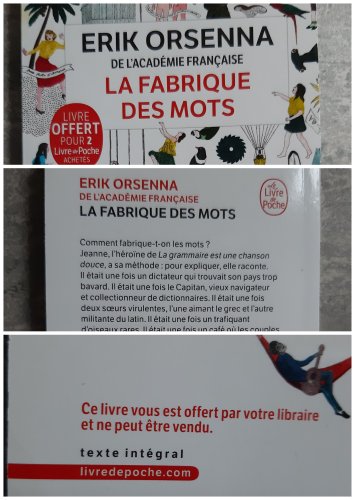 ERIK ORSENNA
DE L'ACADÉMIE FRANÇAISE
LA FABRIQUE
DES MOTS
LIVRE
OFFERT
POUR 2
Livre de Poche
ACHETÉS
ERIK ORSENNA
DE L'ACADÉMIE FRANÇAISE
LA FABRIQUE DES MOTS
Le
Livre
de
Poche
Comment fabrique-t-on les mots ?
Jeanne, l'héroïne de La grammaire est une chanson
douce, a sa méthode : pour expliquer, elle raconte.
Il était une fois un dictateur qui trouvait son pays trop
bavard. Il était une fois le Capitan, vieux navigateur
et collectionneur de dictionnaires. Il était une fois
deux sœurs virulentes, l'une aimant le grec et l'autre
militante du latin. Il était une fois un trafiquant
d'oiseaux rares. Il était une fois un café où les couples
Ce livre vous est offert par votre libraire
et ne peut être vendu.
texte intégral
livredepoche.com